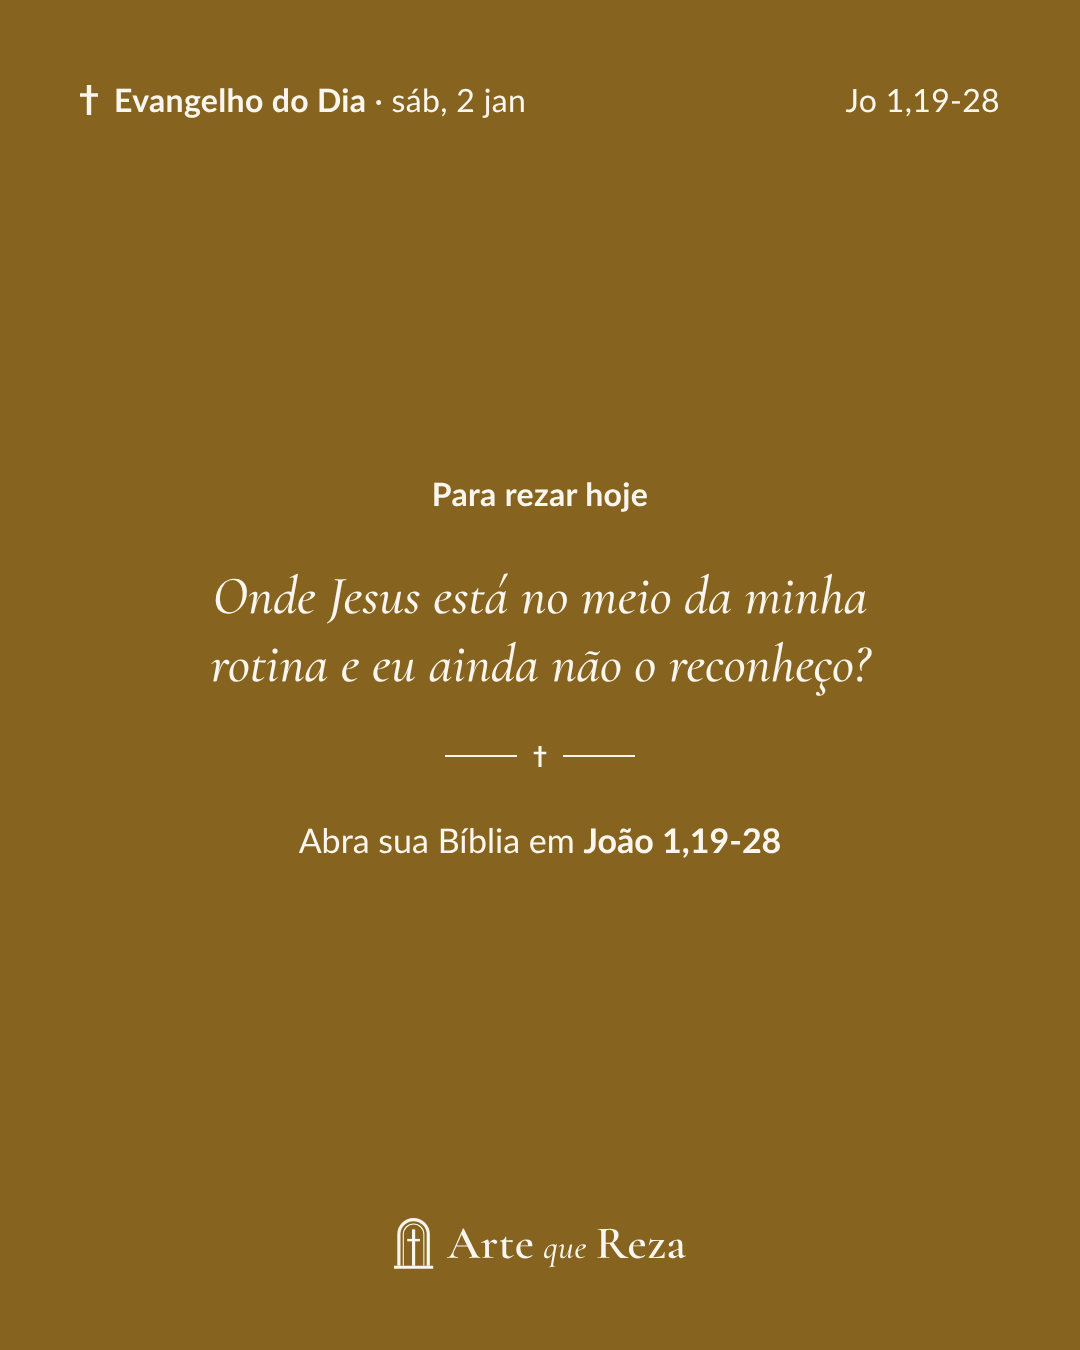 † Evangelho do Dia · sáb, 2 jan
Jo 1,19-28
Para rezar hoje
Onde Jesus está no meio da minha
rotina e eu ainda não o reconheço?
†
Abra sua Bíblia em João 1,19-28
Arte que Reza